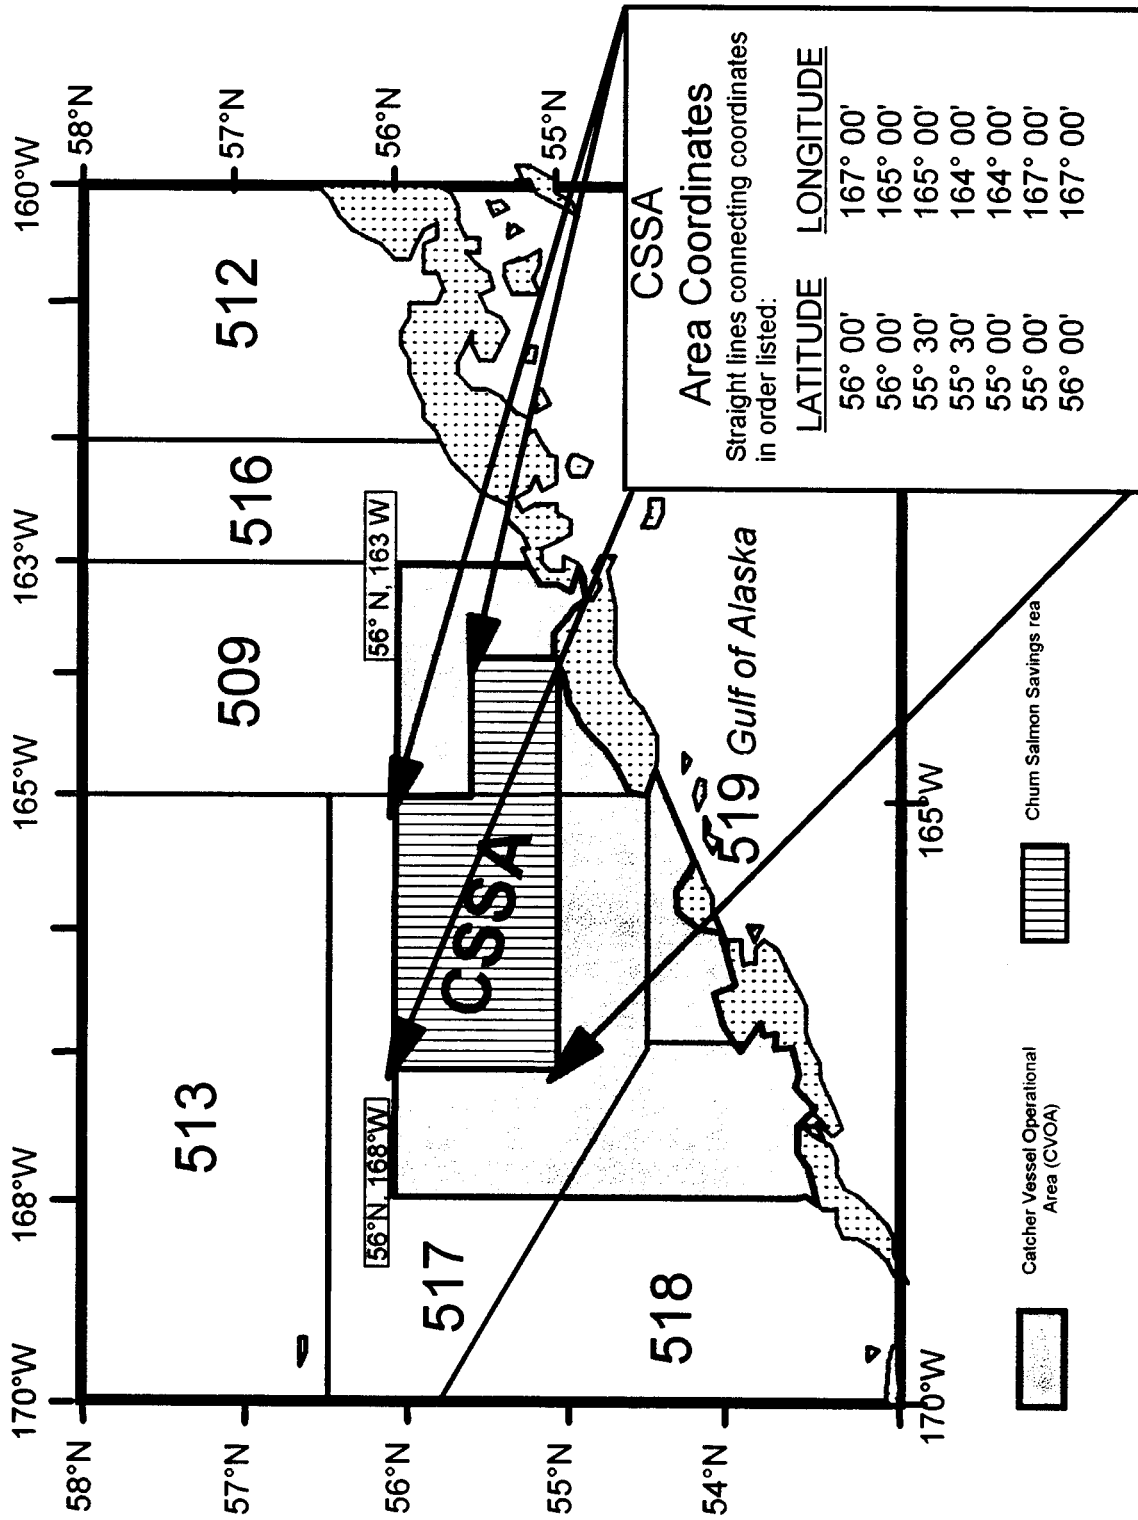 170°W
168°W
165°W
163°W
160°W
58°N
58°N
57°N
57°N
56°N
56°N
55°N
55°N
54°N
170°W
165°W
513
509
516
512
56°N, 168°W
56° N, 163 W
517
CSSA
518
519 Gulf of Alaska
CSSA
Area Coordinates
Straight lines connecting coordinates
in order listed:
LATITUDE LONGITUDE
56° 00' 167° 00'
56° 00' 165° 00'
55° 30' 165° 00'
55° 30' 164° 00'
55° 00' 164° 00'
55° 00' 167° 00'
56° 00' 167° 00'
Catcher Vessel Operational
Area (CVOA)
Chum Salmon Savings rea